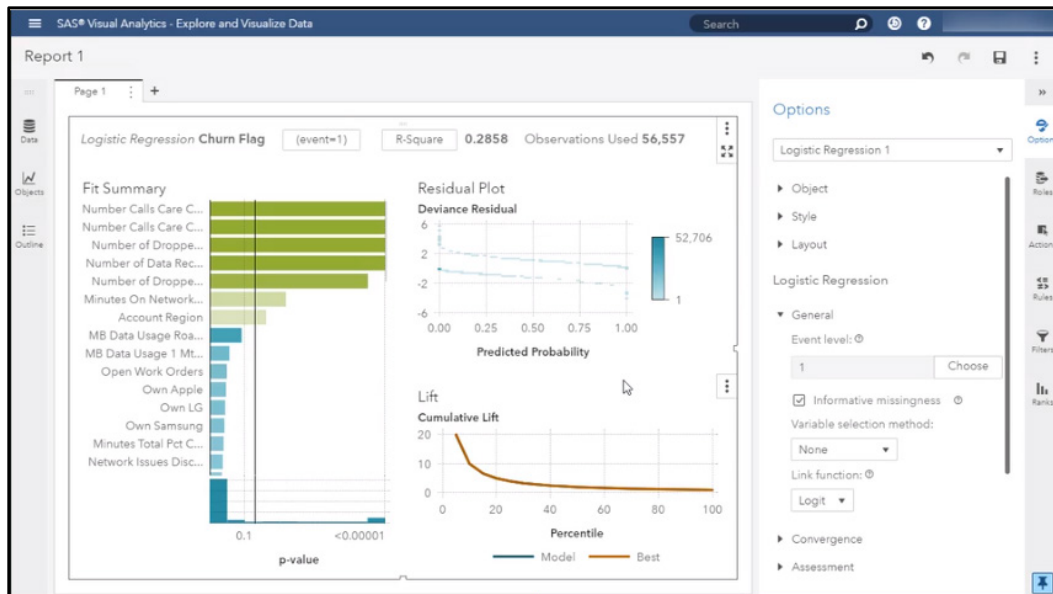 SAS® Visual Analytics - Explore and Visualize Data
Search
Report 1
Page 1
Data
Objects
Outline
Logistic Regression Churn Flag (event=1) R-Square 0.2858 Observations Used 56,557
Fit Summary
Number Calls Care C...
Number Calls Care C...
Number of Droppe...
Number of Data Rec...
Number of Droppe...
Minutes On Network...
Account Region
MB Data Usage Roa...
MB Data Usage 1 Mt...
Open Work Orders
Own Apple
Own LG
Own Samsung
Minutes Total Pct C...
Network Issues Disc...
0.1 <0.00001
p-value
Residual Plot
Deviance Residual
6
2
-2
-6
0.00 0.25 0.50 0.75 1.00
Predicted Probability
52,706
1
Lift
Cumulative Lift
20
10
0
0 20 40 60 80 100
Percentile
Model Best
Options
Logistic Regression 1
Object
Style
Layout
Logistic Regression
General
Event level:
1 Choose
Informative missingness
Variable selection method:
None
Link function:
Logit
Convergence
Assessment
Option
Roles
Action
Rules
Filters
Ranks